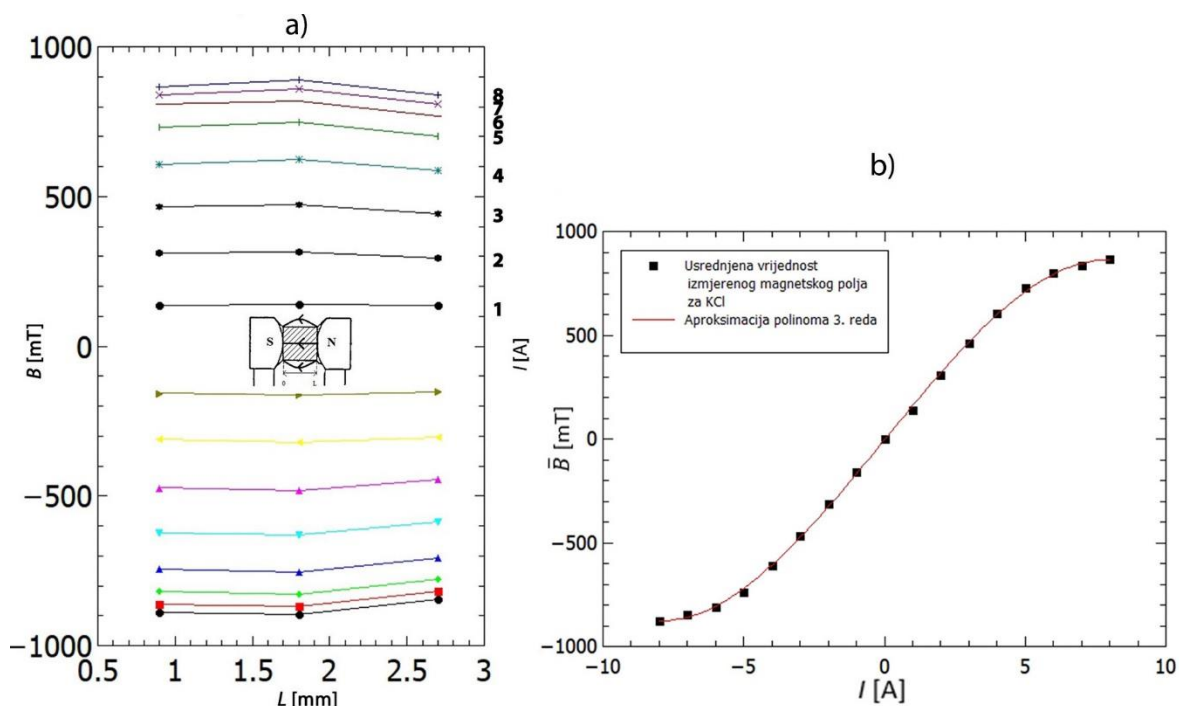 a)
1000
500
0
−500
−1000
B [mT]
0.5 1 1.5 2 2.5 3
L [mm]
8
7
6
5
4
3
2
1
I [A]
S N
0 L
b)
1000
500
0
−500
−1000
B̅ [mT]
−10 −5 0 5 10
I [A]
Usrednjena vrijednost
izmjerenog magnetskog polja
za KCl
Aproksimacija polinoma 3. reda